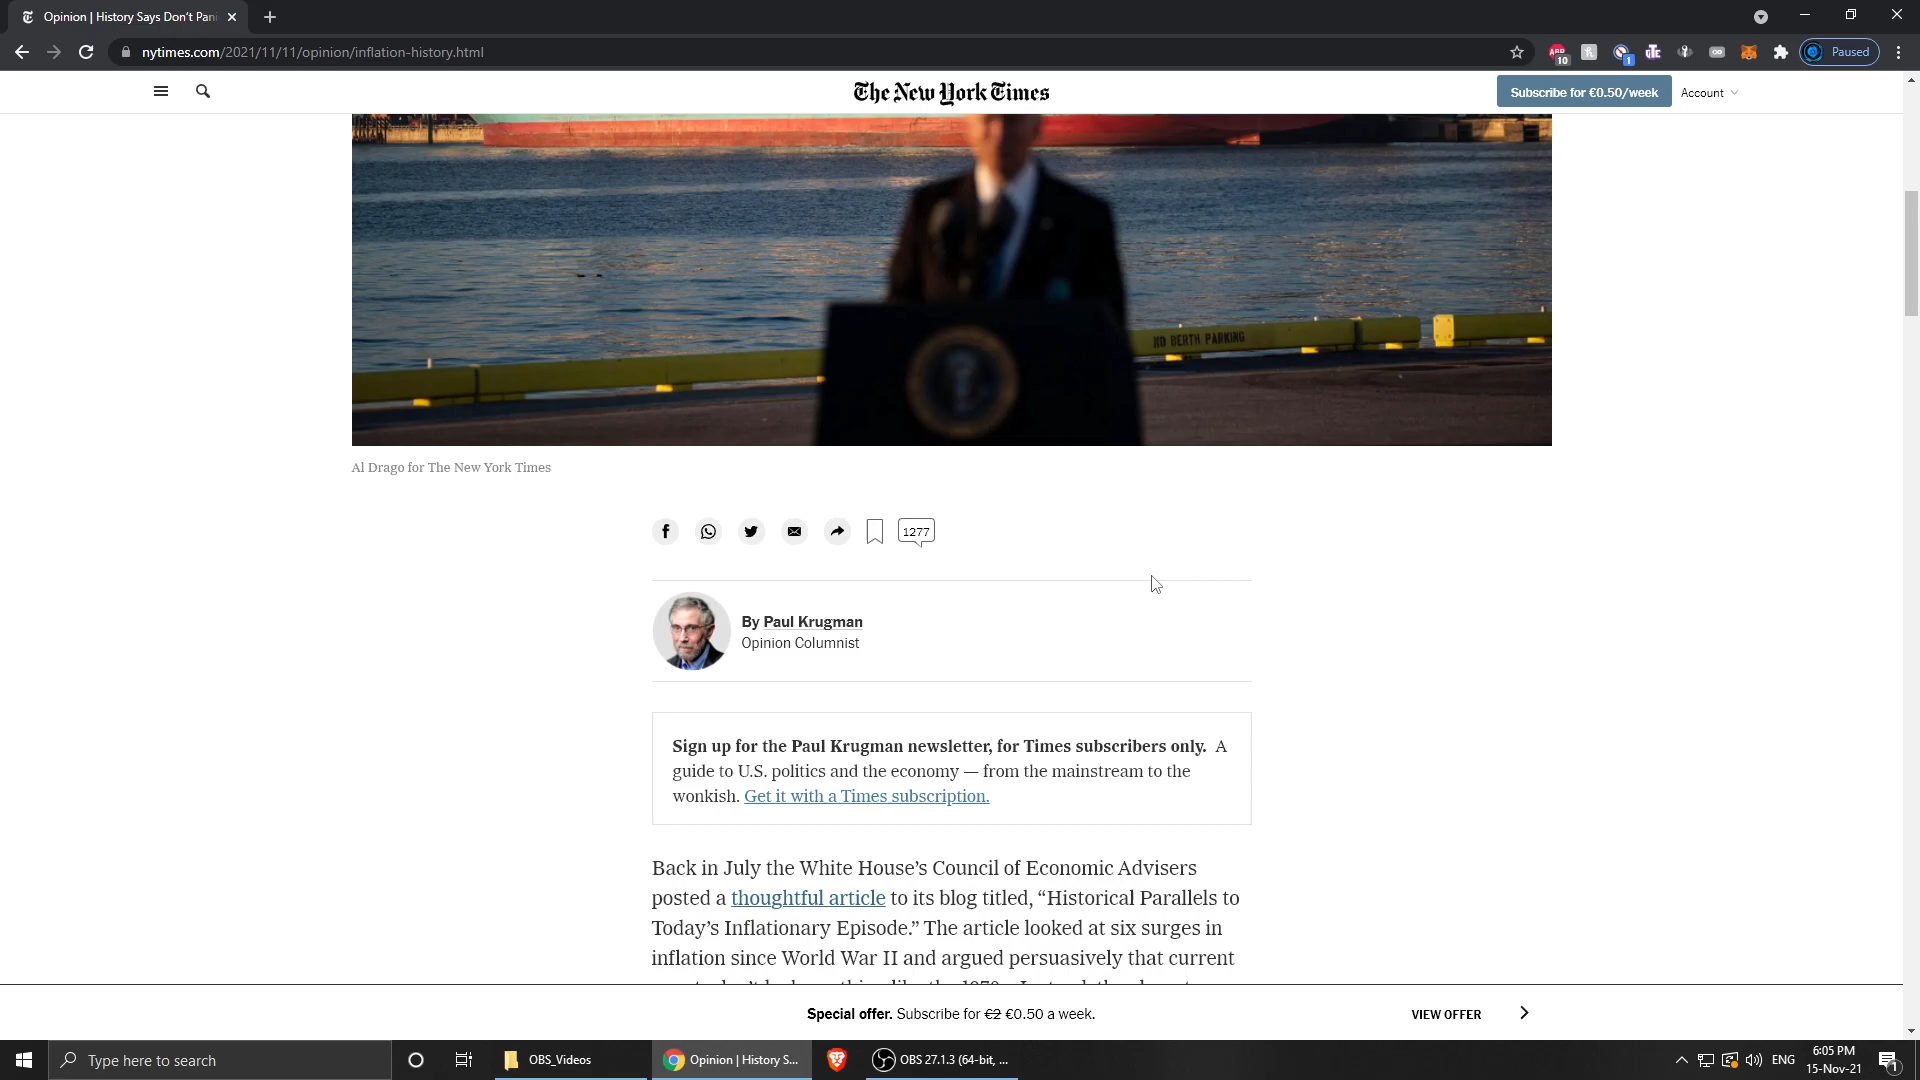 Opinion | History Says Don't Pani
nytimes.com/2021/11/11/opinion/inflation-history.html
ABP
10
1
Paused
The New York Times
Subscribe for €0.50/week
Account
NO BERTH PARKING
Al Drago for The New York Times
1277
By Paul Krugman
Opinion Columnist
Sign up for the Paul Krugman newsletter, for Times subscribers only. A
guide to U.S. politics and the economy — from the mainstream to the
wonkish. Get it with a Times subscription.
Back in July the White House’s Council of Economic Advisers
posted a thoughtful article to its blog titled, “Historical Parallels to
Today’s Inflationary Episode.” The article looked at six surges in
inflation since World War II and argued persuasively that current
Special offer. Subscribe for €2 €0.50 a week.
VIEW OFFER
Type here to search
OBS_Videos
Opinion | History S...
OBS 27.1.3 (64-bit, ...
ENG
6:05 PM
15-Nov-21
1